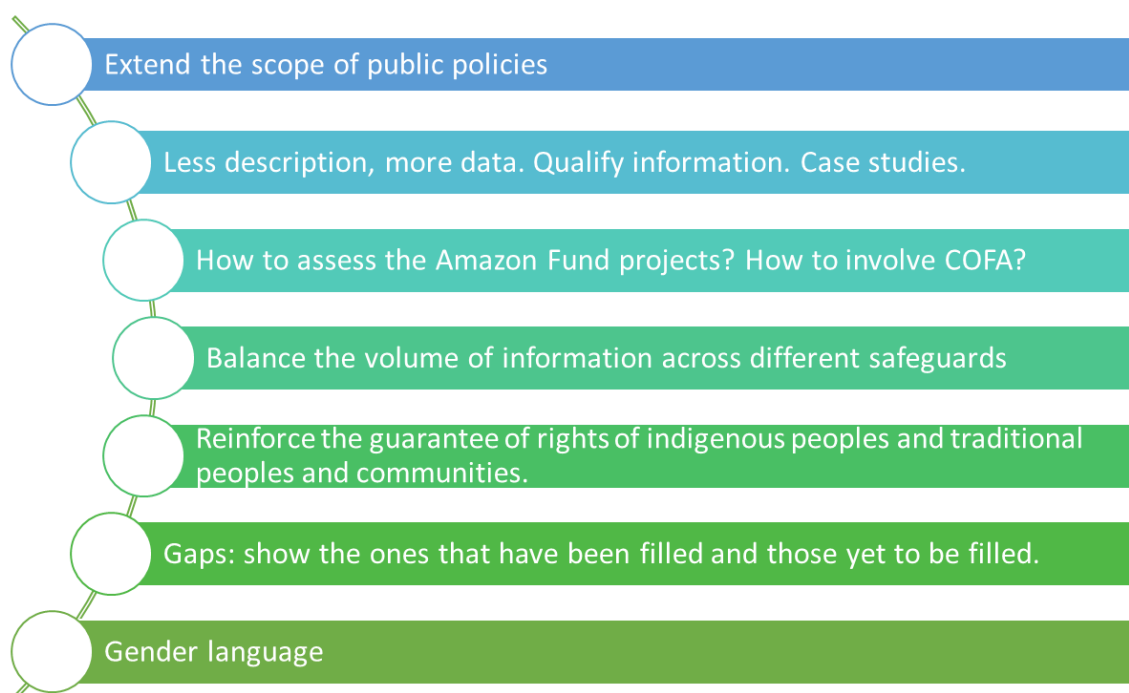 Extend the scope of public policies
Less description, more data. Qualify information. Case studies.
How to assess the Amazon Fund projects? How to involve COFA?
Balance the volume of information across different safeguards
Reinforce the guarantee of rights of indigenous peoples and traditional
peoples and communities.
Gaps: show the ones that have been filled and those yet to be filled.
Gender language